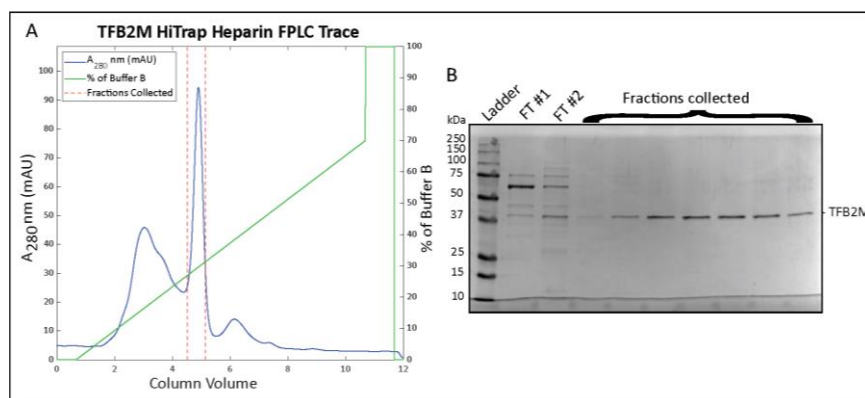 A
TFB2M HiTrap Heparin FPLC Trace
A280 nm (mAU)
% of Buffer B
Fractions Collected
100
90
80
70
60
50
40
30
20
10
0
A280nm (mAU)
100
90
80
70
60
50
40
30
20
10
0
% of Buffer B
0 2 4 6 8 10 12
Column Volume
B
Ladder
FT #1
FT #2
Fractions collected
kDa
250
150
100
75
50
37
25
15
10
-TFB2M